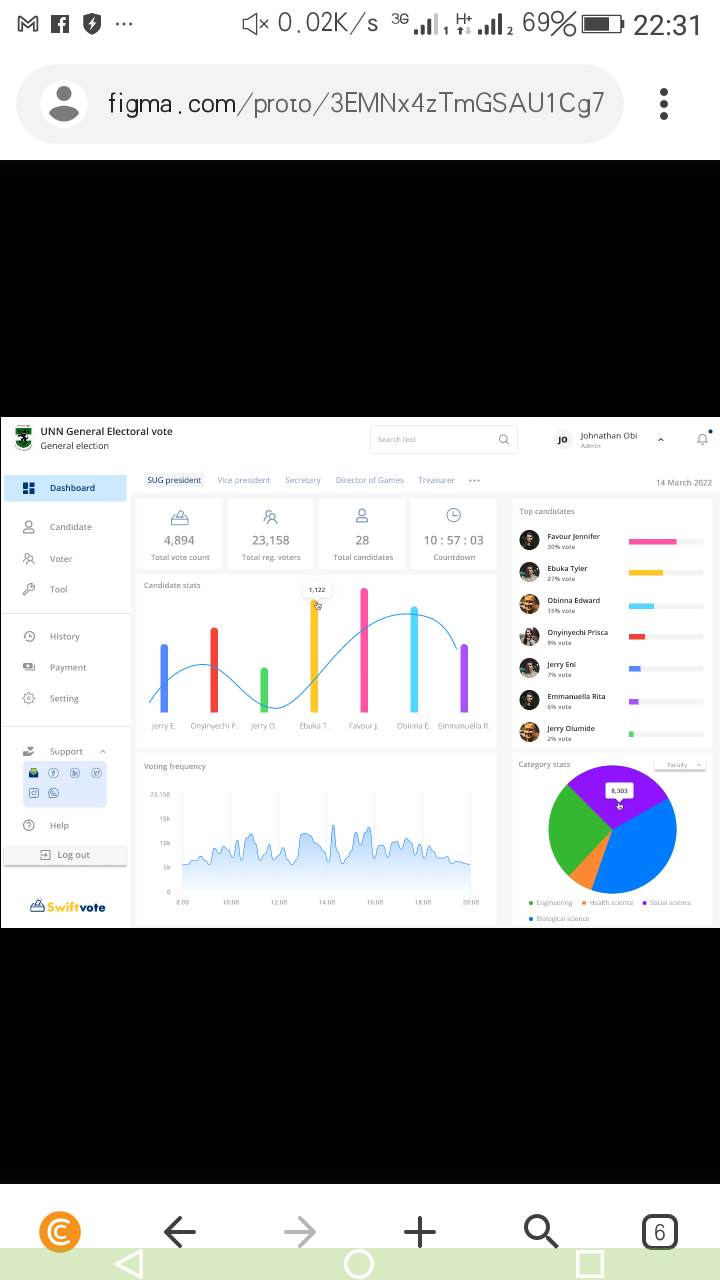 0.02K/s 3G 1 H+ 2 69% 22:31
figma.com/proto/3EMNx4zTmGSAU1Cg7
UNN General Electoral vote
General election
Search text
JO
Johnathan Obi
Admin
Dashboard
Candidate
Voter
Tool
History
Payment
Setting
Support
Help
Log out
Swiftvote
SUG president Vice president Secretary Director of Games Treasurer
14 March 2022
4,894
Total vote count
23,158
Total reg. voters
28
Total candidates
10 : 57 : 03
Countdown
Candidate stats
1,122
Jerry E. Onyinyechi P. Jerry O. Ebuka T. Favour J. Obinna E. Emmanuella R.
Top candidates
Favour Jennifer
30% vote
Ebuka Tyler
27% vote
Obinna Edward
15% vote
Onyinyechi Prisca
9% vote
Jerry Eni
7% vote
Emmanuella Rita
6% vote
Jerry Olumide
2% vote
Voting frequency
23,158
15k
10k
5k
0
8:00 10:00 12:00 14:00 16:00 18:00 20:00
Category stats
Faculty
8,303
Engineering Health science Social science
Biological science
6